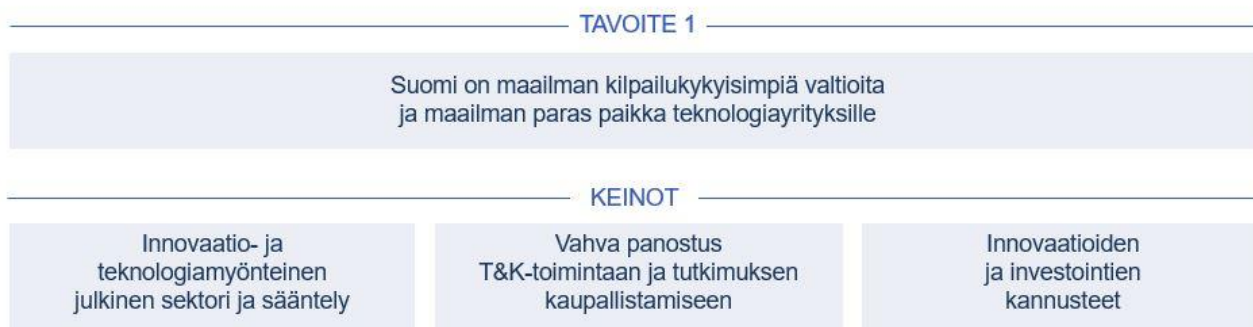 TAVOITE 1
Suomi on maailman kilpailukykyisimpiä valtioita
ja maailman paras paikka teknologiayrityksille
KEINOT
Innovaatio- ja
teknologiamyönteinen
julkinen sektori ja sääntely
Vahva panostus
T&K-toimintaan ja tutkimuksen
kaupallistamiseen
Innovaatioiden
ja investointien
kannusteet